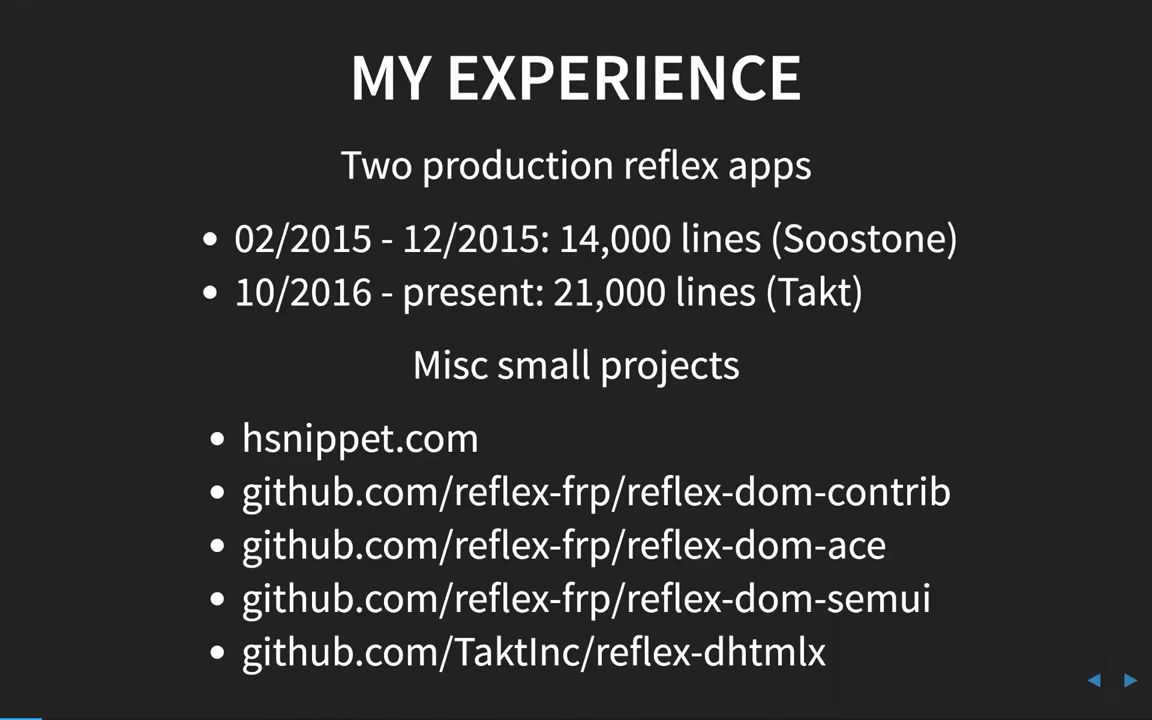 MY EXPERIENCE
Two production reflex apps
• 02/2015 - 12/2015: 14,000 lines (Soostone)
• 10/2016 - present: 21,000 lines (Takt)
Misc small projects
• hsnippet.com
• github.com/reflex-frp/reflex-dom-contrib
• github.com/reflex-frp/reflex-dom-ace
• github.com/reflex-frp/reflex-dom-semui
• github.com/TaktInc/reflex-dhtmlx